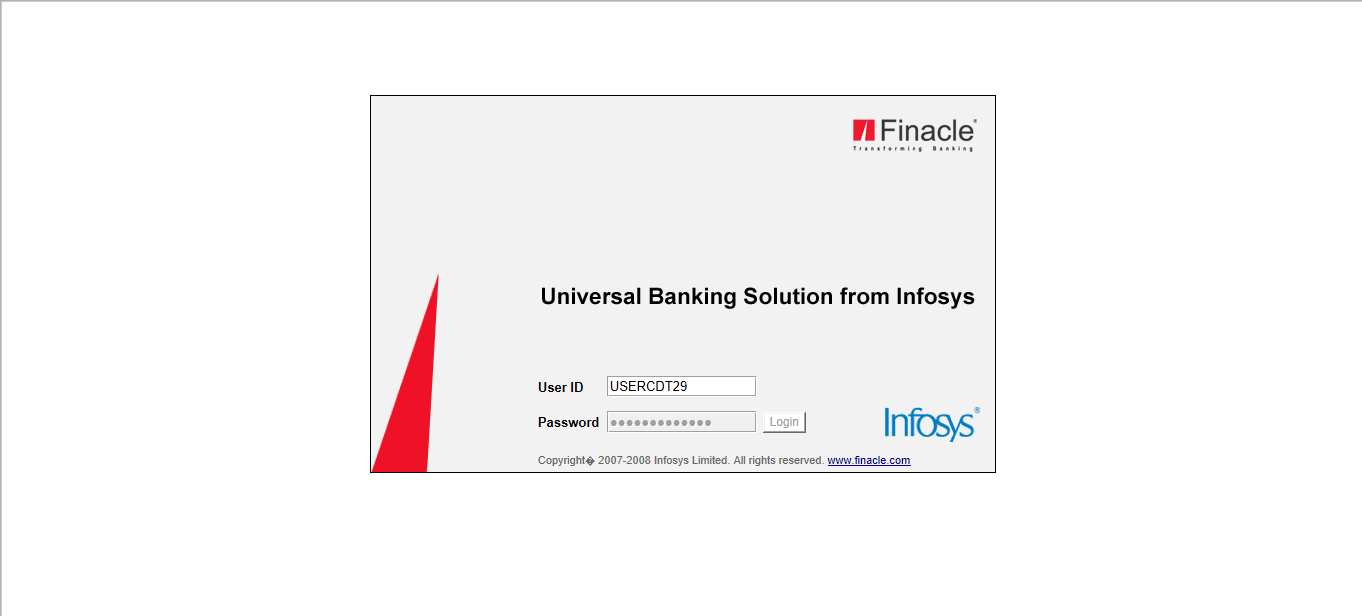 Finacle®
Transforming Banking
Universal Banking Solution from Infosys
User ID USERCDT29
Password ●●●●●●●●●●●●● Login
Infosys®
Copyright� 2007-2008 Infosys Limited. All rights reserved. www.finacle.com